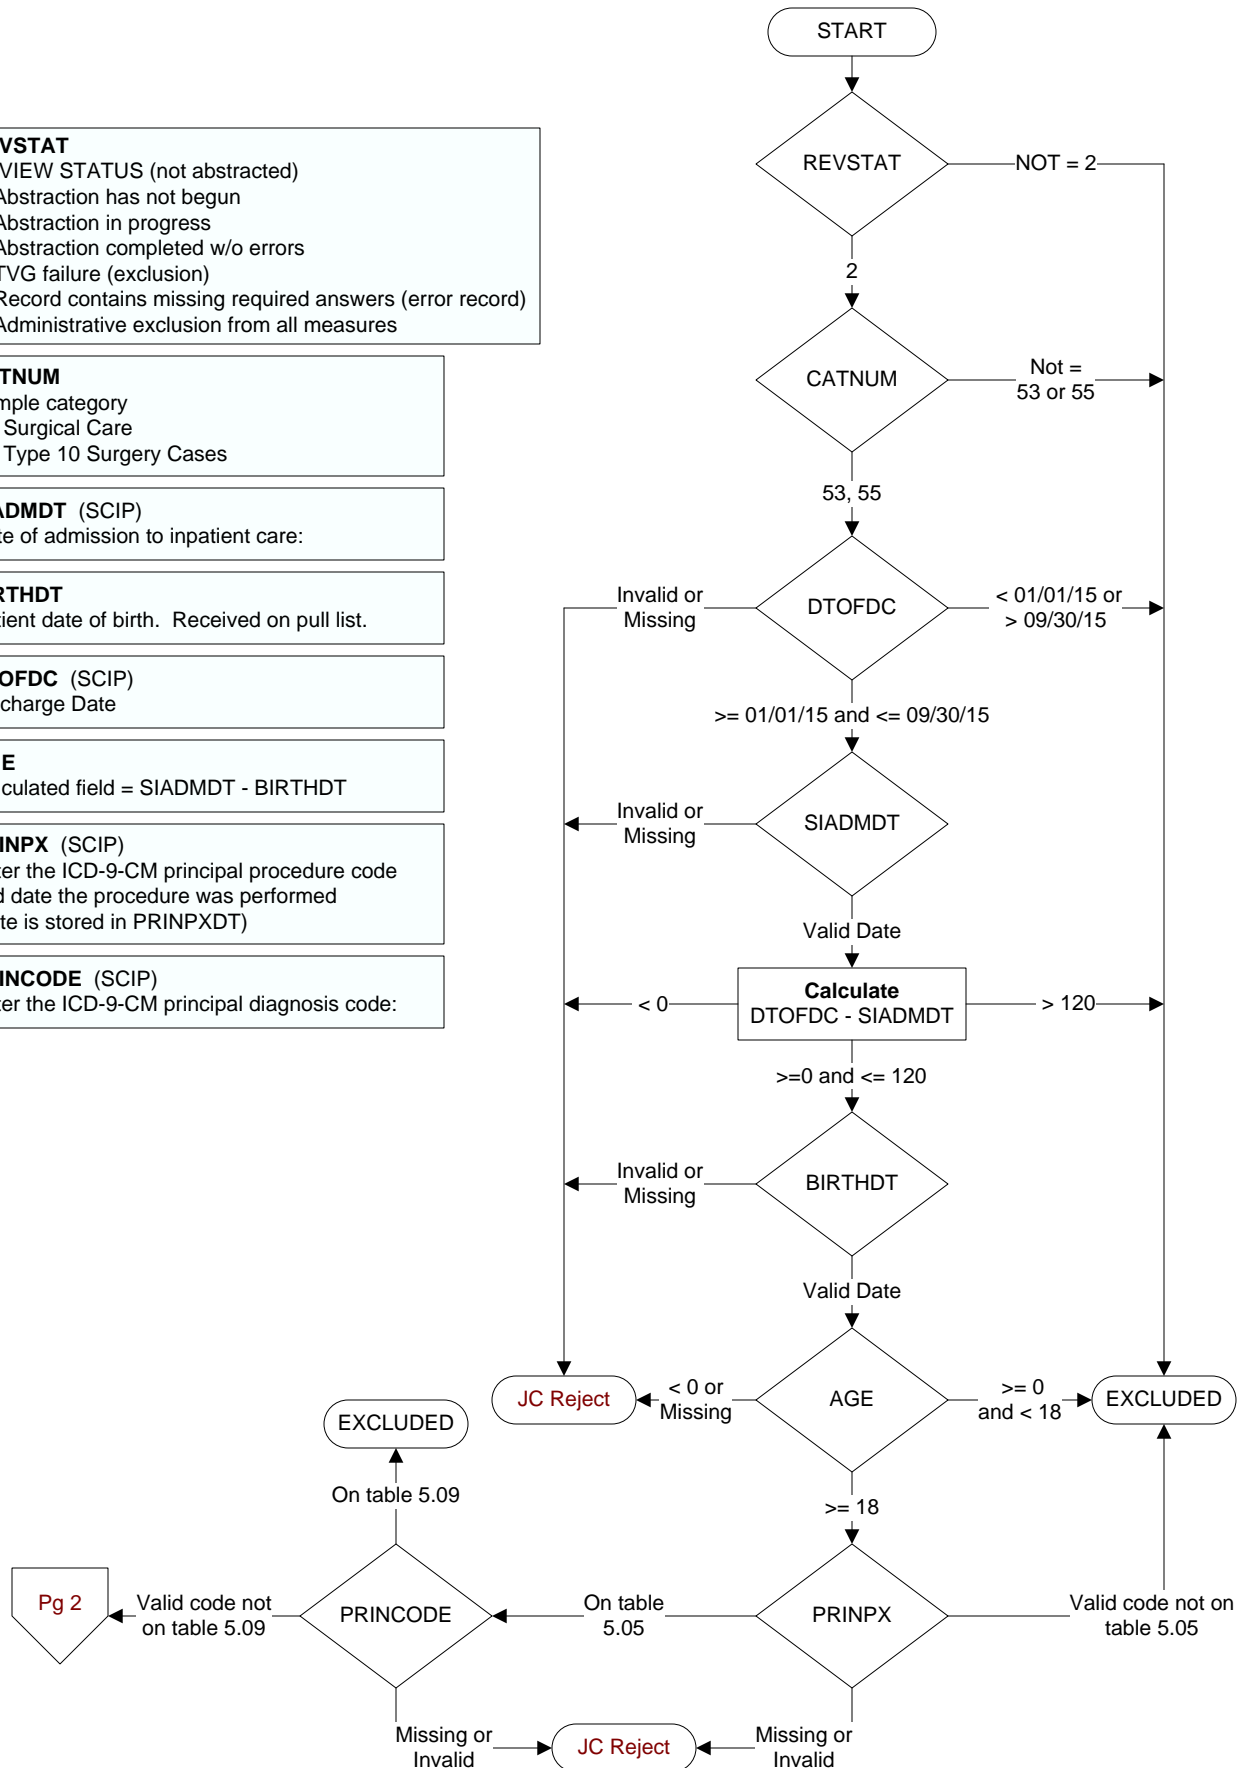 START
REVSTAT
NOT = 2
2
CATNUM
Not =
53 or 55
53, 55
DTOFDC
Invalid or
Missing
< 01/01/15 or
> 09/30/15
>= 01/01/15 and <= 09/30/15
SIADMDT
Invalid or
Missing
Valid Date
Calculate
DTOFDC - SIADMDT
< 0
> 120
>=0 and <= 120
BIRTHDT
Invalid or
Missing
Valid Date
AGE
< 0 or
Missing
JC Reject
>= 0
and < 18
EXCLUDED
>= 18
PRINPX
Valid code not on
table 5.05
On table
5.05
Missing or
Invalid
JC Reject
PRINCODE
On table 5.09
EXCLUDED
Valid code not
on table 5.09
Pg 2
Missing or
Invalid
VSTAT
VIEW STATUS (not abstracted)
Abstraction has not begun
Abstraction in progress
Abstraction completed w/o errors
TVG failure (exclusion)
Record contains missing required answers (error record)
Administrative exclusion from all measures
TNUM
mple category
Surgical Care
Type 10 Surgery Cases
ADMDT (SCIP)
te of admission to inpatient care:
RTHDT
tient date of birth. Received on pull list.
OFDC (SCIP)
charge Date
E
culated field = SIADMDT - BIRTHDT
INPX (SCIP)
ter the ICD-9-CM principal procedure code
d date the procedure was performed
te is stored in PRINPXDT)
INCODE (SCIP)
ter the ICD-9-CM principal diagnosis code: